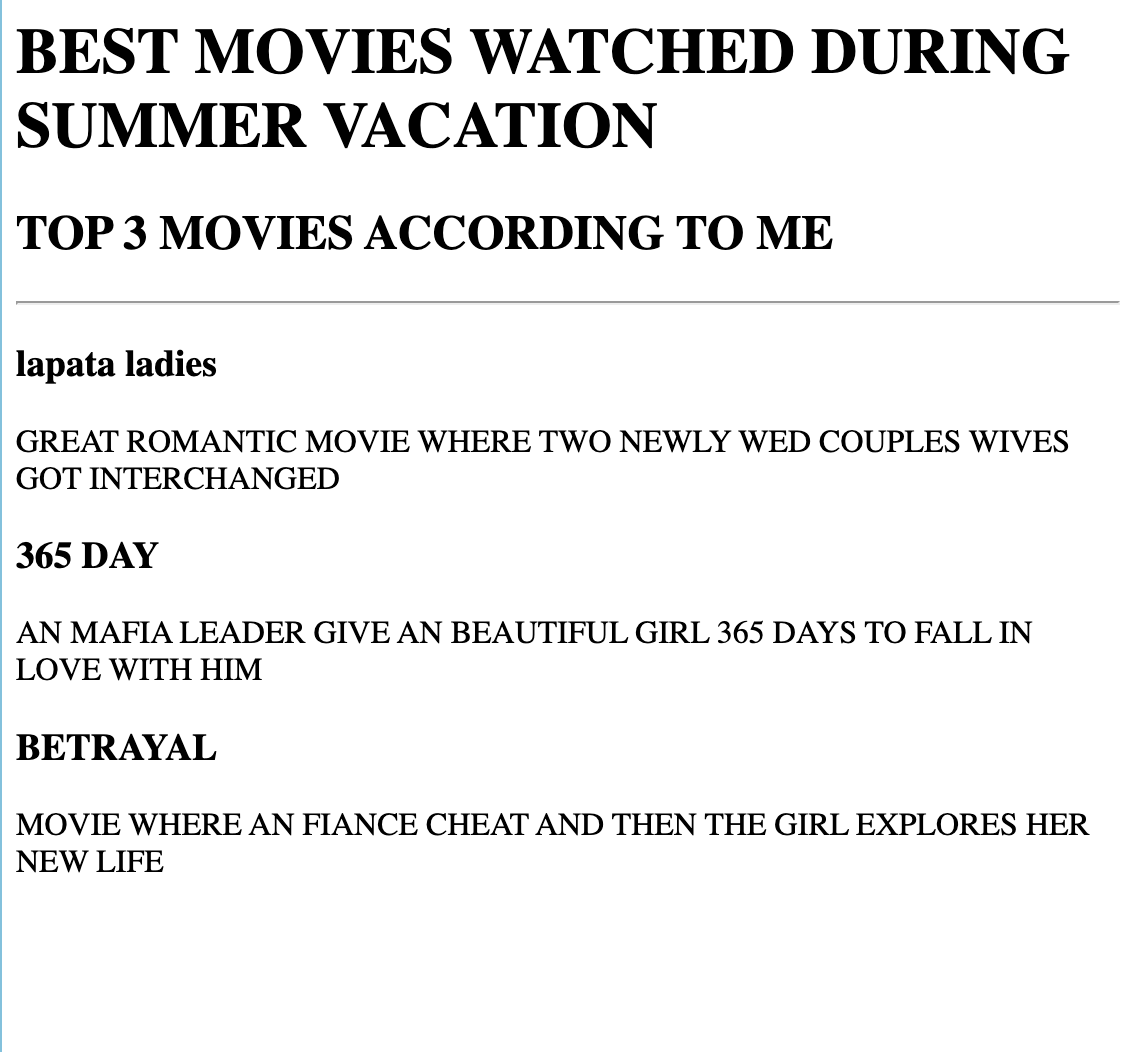 BEST MOVIES WATCHED DURING
SUMMER VACATION
TOP 3 MOVIES ACCORDING TO ME
lapata ladies
GREAT ROMANTIC MOVIE WHERE TWO NEWLY WED COUPLES WIVES
GOT INTERCHANGED
365 DAY
AN MAFIA LEADER GIVE AN BEAUTIFUL GIRL 365 DAYS TO FALL IN
LOVE WITH HIM
BETRAYAL
MOVIE WHERE AN FIANCE CHEAT AND THEN THE GIRL EXPLORES HER
NEW LIFE